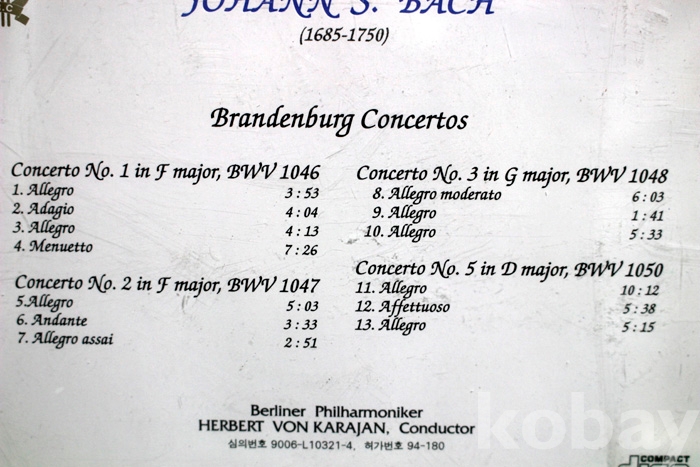 JOHANN S. BACH
(1685-1750)
Brandenburg Concertos
Concerto No. 1 in F major, BWV 1046
1. Allegro 3 : 53
2. Adagio 4 : 04
3. Allegro 4 : 13
4. Menuetto 7 : 26
Concerto No. 2 in F major, BWV 1047
5.Allegro 5 : 03
6. Andante 3 : 33
7. Allegro assai 2 : 51
Concerto No. 3 in G major, BWV 1048
8. Allegro moderato 6 : 03
9. Allegro 1 : 41
10. Allegro 5 : 33
Concerto No. 5 in D major, BWV 1050
11. Allegro 10 : 12
12. Affettuoso 5 : 38
13. Allegro 5 : 15
Berliner Philharmoniker
HERBERT VON KARAJAN, Conductor
심의번호 9006-L10321-4, 허가번호 94-180
kobay
COMPACT